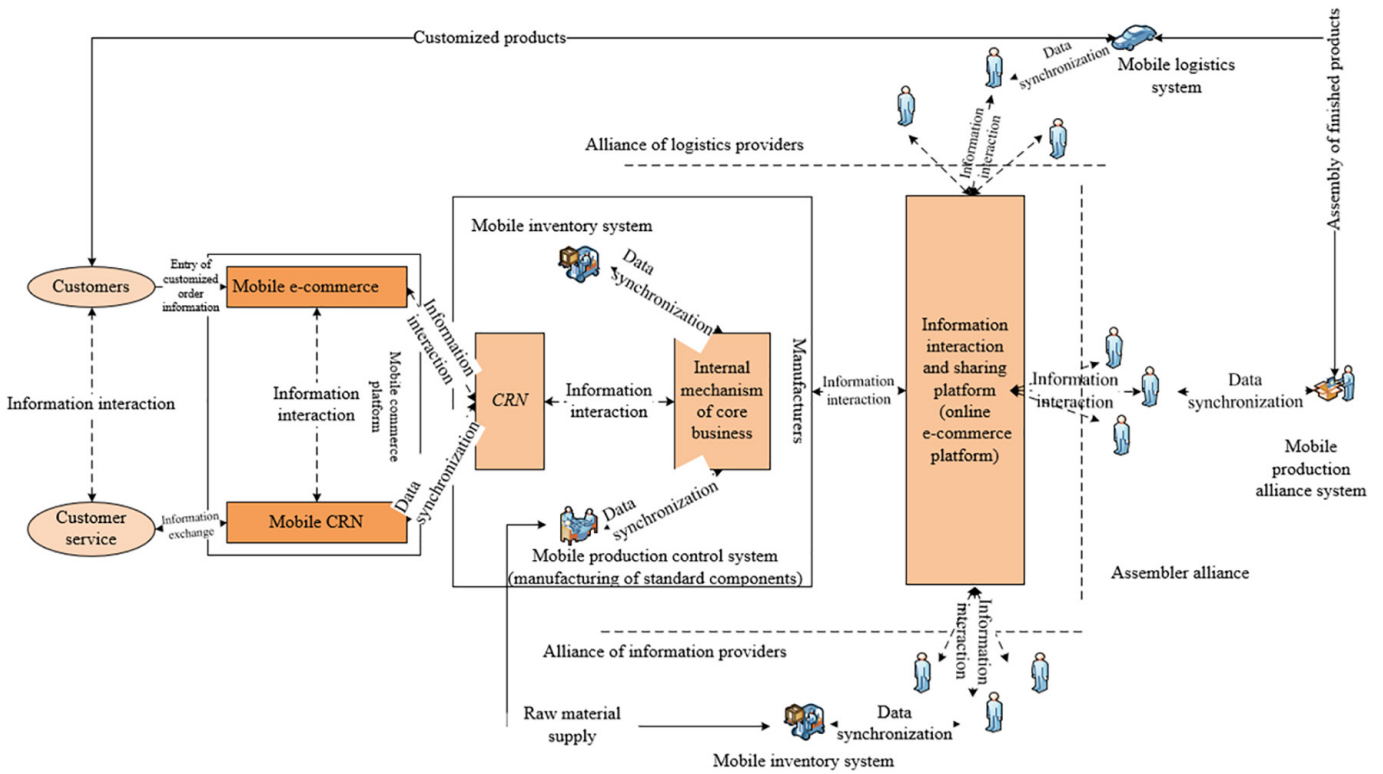 Customized products
Data
synchronization
Mobile logistics
system
Assembly of finished products
Alliance of logistics providers
Information
interaction
Mobile inventory system
Data
synchronization
Customers
Entry of
customized
order
information
Mobile e-commerce
Information
interaction
Mobile commerce
platform
Information
interaction
Information interaction
CRN
Information
interaction
Internal
mechanism
of core
business
Manufacturers
Information
interaction
Information
interaction
and sharing
platform
(online
e-commerce
platform)
Information
interaction
Data
synchronization
Mobile
production
alliance system
Data
synchronization
Customer
service
Information
exchange
Mobile CRN
Data
synchronization
Mobile production control system
(manufacturing of standard components)
Assembler alliance
Information
interaction
Alliance of information providers
Raw material
supply
Data
synchronization
Mobile inventory system